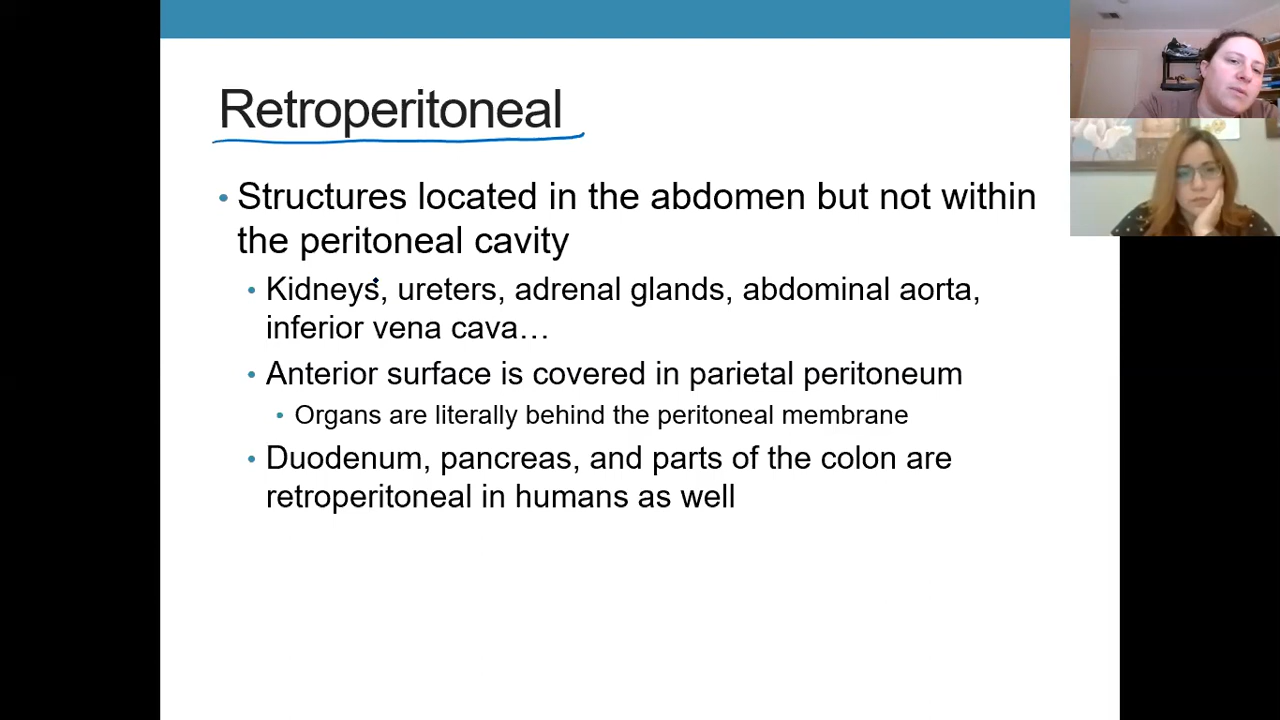 Retroperitoneal
• Structures located in the abdomen but not within
the peritoneal cavity
• Kidneys, ureters, adrenal glands, abdominal aorta,
inferior vena cava…
• Anterior surface is covered in parietal peritoneum
• Organs are literally behind the peritoneal membrane
• Duodenum, pancreas, and parts of the colon are
retroperitoneal in humans as well